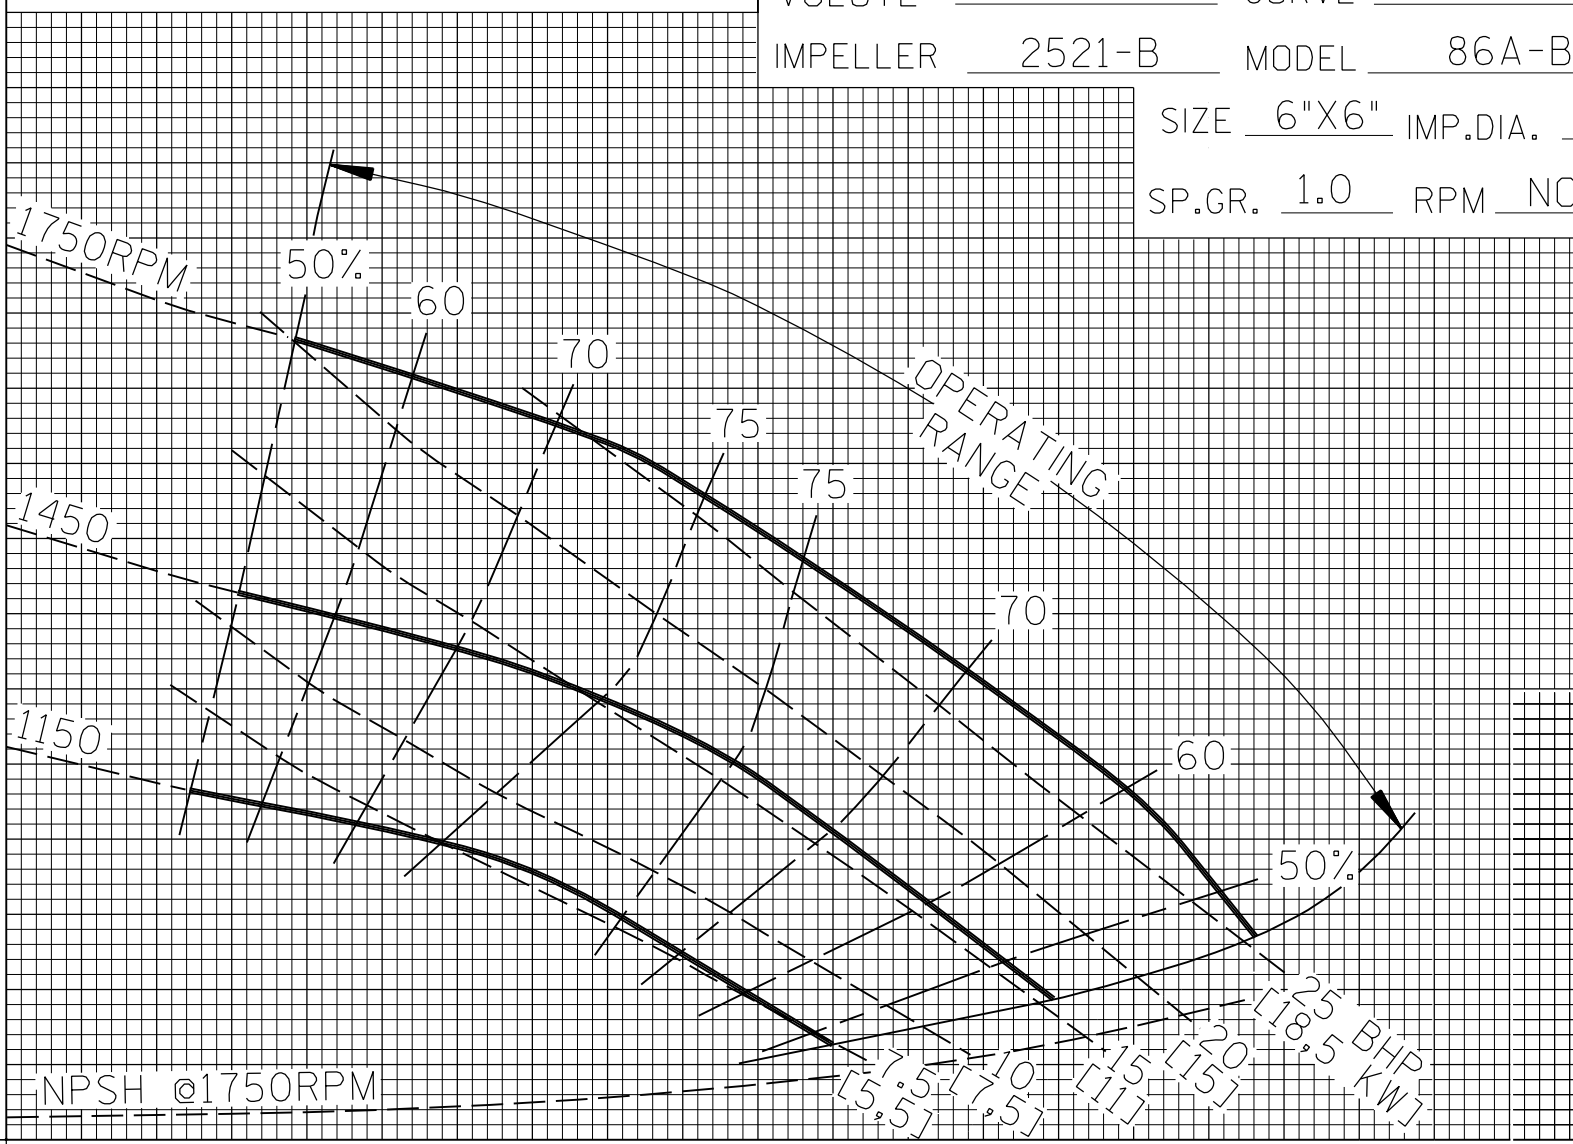 IMPELLER 2521-B MODEL 86A-B
SIZE 6"X6" IMP.DIA.
SP.GR. 1.0 RPM
1750RPM
50%
60
70
75
75
OPERATING
RANGE
1450
70
1150
60
50%
25 BHP
[18,5 KW]
20
[15]
15
[11]
10
[7,5]
7.5
[5,5]
NPSH @1750RPM